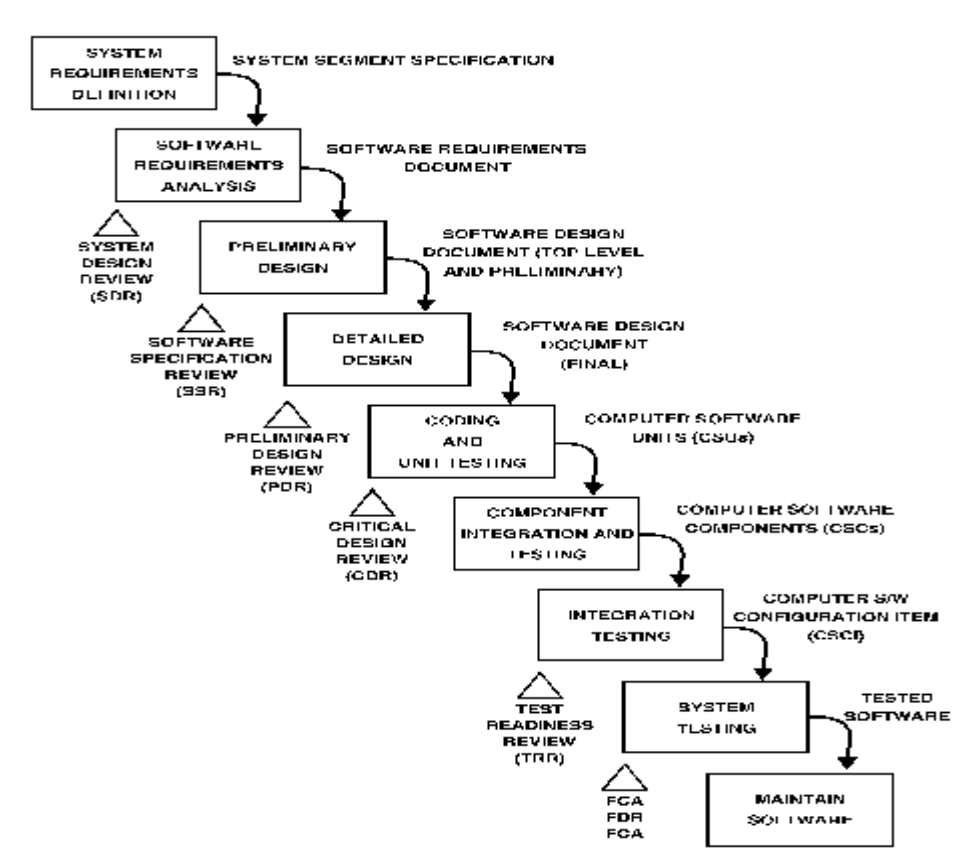 SYSTEM
REQUIREMENTS
DEFINITION
SYSTEM SEGMENT SPECIFICATION
SOFTWARE
REQUIREMENTS
ANALYSIS
SOFTWARE REQUIREMENTS
DOCUMENT
SYSTEM
DESIGN
REVIEW
(SDR)
PRELIMINARY
DESIGN
SOFTWARE DESIGN
DOCUMENT (TOP LEVEL
AND PRELIMINARY)
SOFTWARE
SPECIFICATION
REVIEW
(SSR)
DETAILED
DESIGN
SOFTWARE DESIGN
DOCUMENT
(FINAL)
PRELIMINARY
DESIGN
REVIEW
(PDR)
CODING
AND
UNIT TESTING
COMPUTER SOFTWARE
UNITS (CSUs)
CRITICAL
DESIGN
REVIEW
(CDR)
COMPONENT
INTEGRATION AND
TESTING
COMPUTER SOFTWARE
COMPONENTS (CSCs)
INTEGRATION
TESTING
COMPUTER S/W
CONFIGURATION ITEM
(CSCI)
TEST
READINESS
REVIEW
(TRR)
SYSTEM
TESTING
TESTED
SOFTWARE
FCA
FDR
FCA
MAINTAIN
SOFTWARE